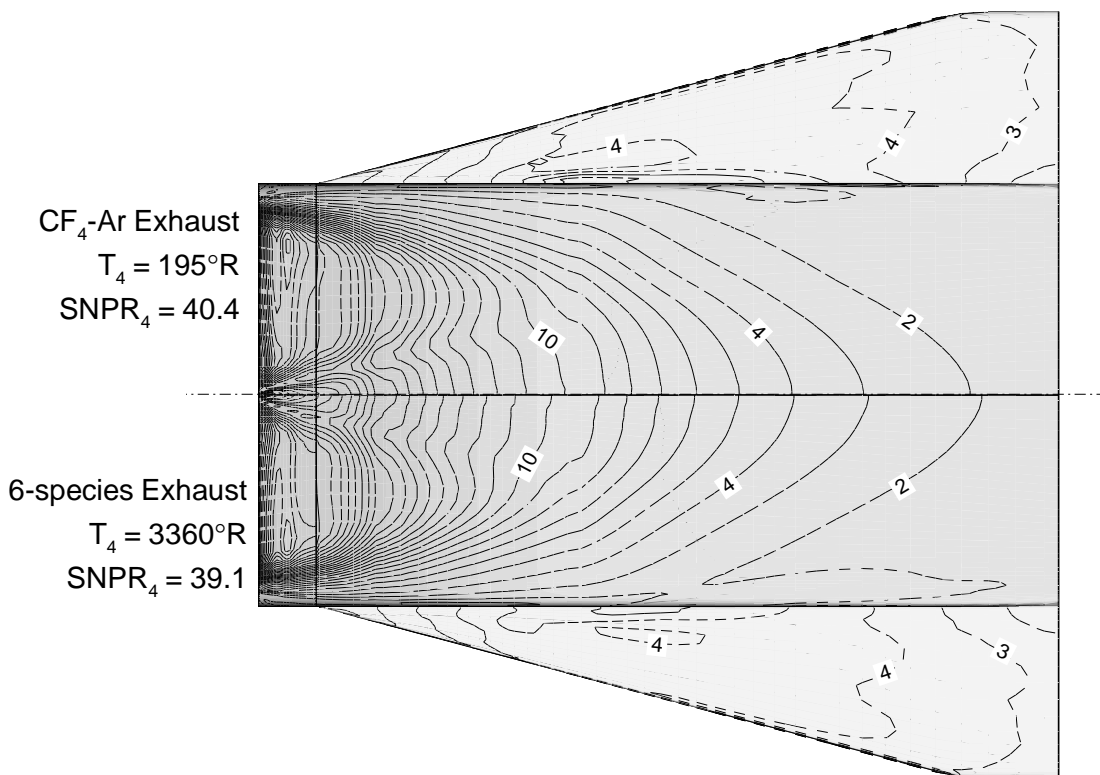 3
4
4
CF₄-Ar Exhaust
T₄ = 195°R
SNPR₄ = 40.4
10
4
2
6-species Exhaust
T₄ = 3360°R
SNPR₄ = 39.1
10
4
2
4
4
3